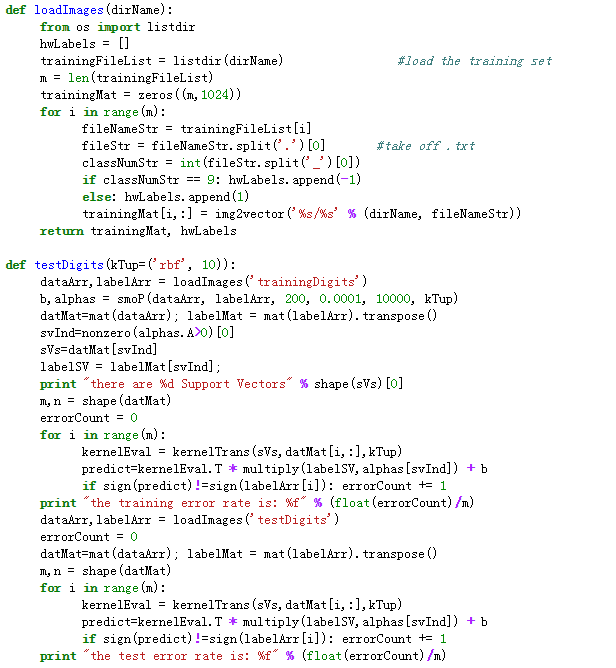 def loadImages(dirName):
    from os import listdir
    hwLabels = []
    trainingFileList = listdir(dirName)                #load the training set
    m = len(trainingFileList)
    trainingMat = zeros((m,1024))
    for i in range(m):
        fileNameStr = trainingFileList[i]
        fileStr = fileNameStr.split('.')[0]        #take off .txt
        classNumStr = int(fileStr.split('_')[0])
        if classNumStr == 9: hwLabels.append(-1)
        else: hwLabels.append(1)
        trainingMat[i,:] = img2vector('%s/%s' % (dirName, fileNameStr))
    return trainingMat, hwLabels

def testDigits(kTup=('rbf', 10)):
    dataArr,labelArr = loadImages('trainingDigits')
    b,alphas = smoP(dataArr, labelArr, 200, 0.0001, 10000, kTup)
    datMat=mat(dataArr); labelMat = mat(labelArr).transpose()
    svInd=nonzero(alphas.A>0)[0]
    sVs=datMat[svInd]
    labelSV = labelMat[svInd];
    print "there are %d Support Vectors" % shape(sVs)[0]
    m,n = shape(datMat)
    errorCount = 0
    for i in range(m):
        kernelEval = kernelTrans(sVs,datMat[i,:],kTup)
        predict=kernelEval.T * multiply(labelSV,alphas[svInd]) + b
        if sign(predict)!=sign(labelArr[i]): errorCount += 1
    print "the training error rate is: %f" % (float(errorCount)/m)
    dataArr,labelArr = loadImages('testDigits')
    errorCount = 0
    datMat=mat(dataArr); labelMat = mat(labelArr).transpose()
    m,n = shape(datMat)
    for i in range(m):
        kernelEval = kernelTrans(sVs,datMat[i,:],kTup)
        predict=kernelEval.T * multiply(labelSV,alphas[svInd]) + b
        if sign(predict)!=sign(labelArr[i]): errorCount += 1
    print "the test error rate is: %f" % (float(errorCount)/m)